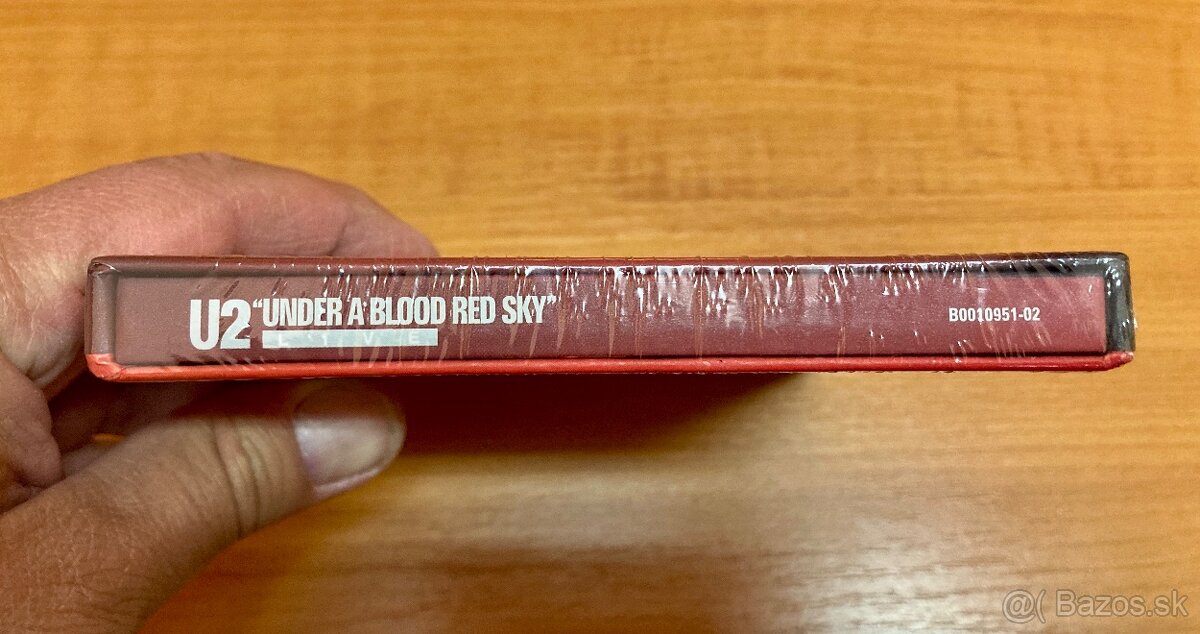 U2 “UNDER A BLOOD RED SKY”
LIVE
B0010951-02
@( Bazos.sk